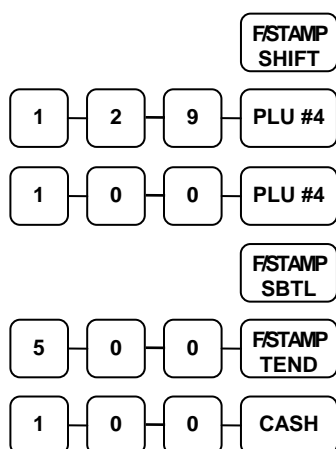 F/STAMP
SHIFT
1 2 9 PLU #4
1 0 0 PLU #4
F/STAMP
SBTL
5 0 0 F/STAMP
TEND
1 0 0 CASH